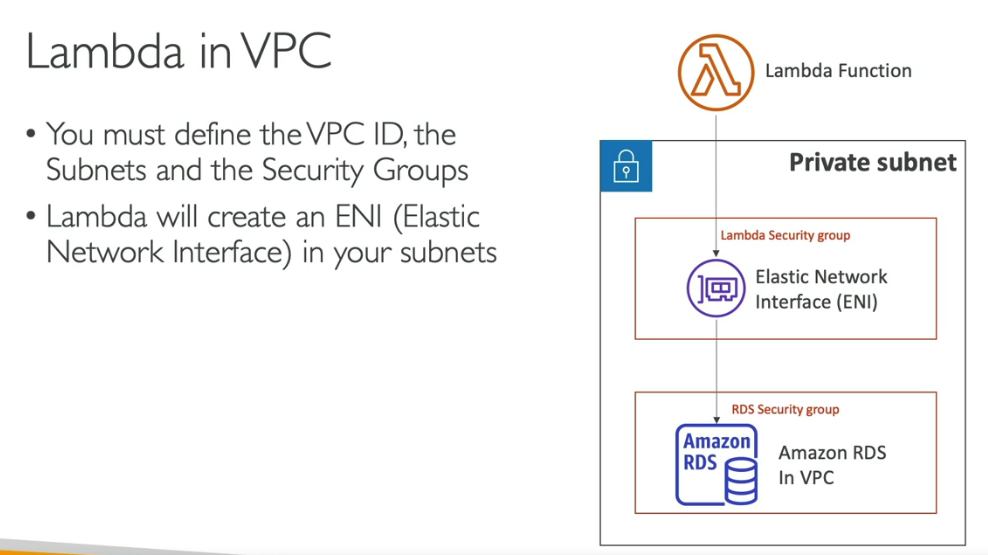 Lambda in VPC
• You must define the VPC ID, the
Subnets and the Security Groups
• Lambda will create an ENI (Elastic
Network Interface) in your subnets
Lambda Function
Private subnet
Lambda Security group
Elastic Network
Interface (ENI)
RDS Security group
Amazon
RDS
Amazon RDS
In VPC